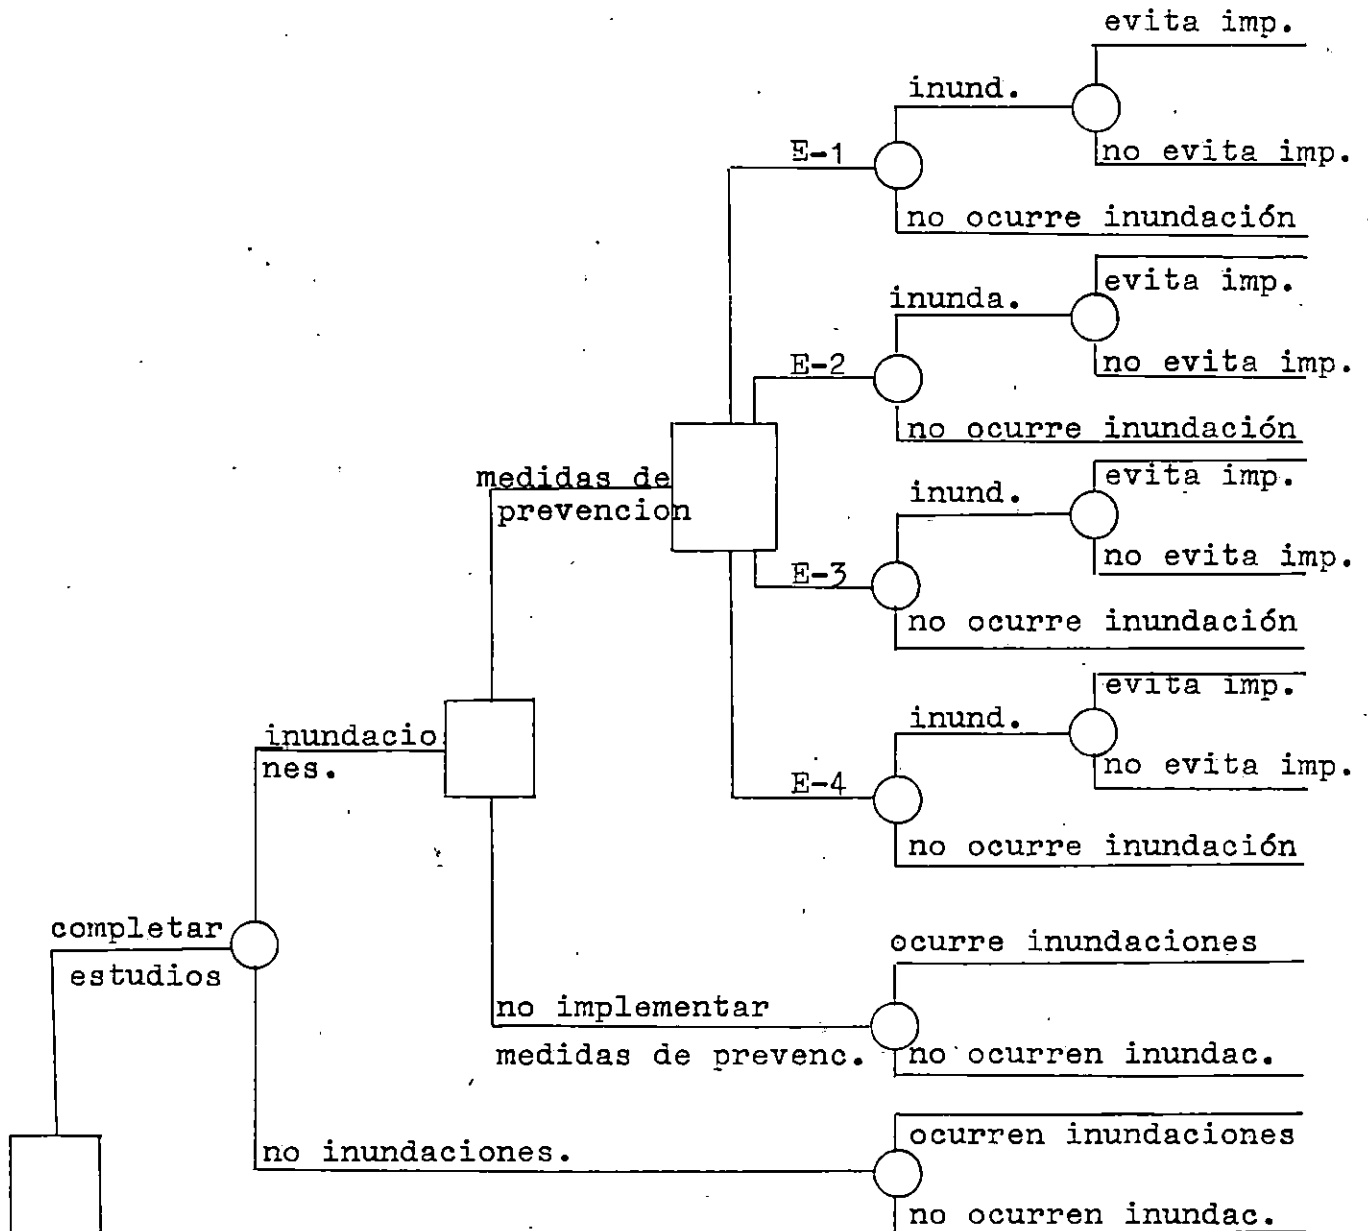 evita imp.
inund.
E-1
no evita imp.
no ocurre inundación
evita imp.
inunda.
E-2
no evita imp.
no ocurre inundación
evita imp.
inund.
medidas de
prevencion
E-3
no evita imp.
no ocurre inundación
evita imp.
inund.
inundacio
nes.
E-4
no evita imp.
no ocurre inundación
completar
estudios
ocurre inundaciones
no implementar
medidas de prevenc.
no ocurren inundac.
ocurren inundaciones
no inundaciones.
no ocurren inundac.